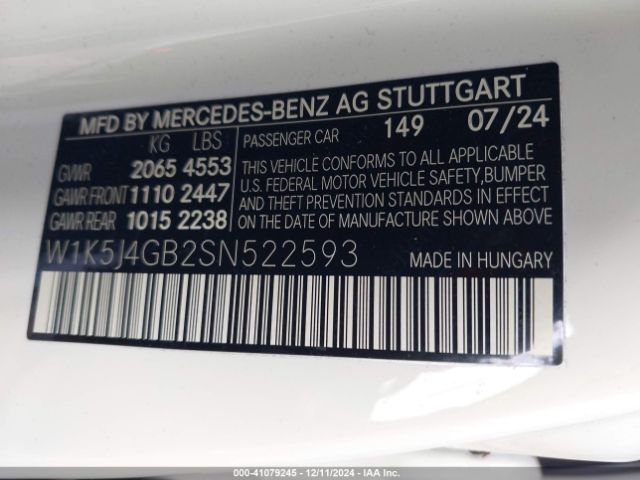 MFD BY MERCEDES-BENZ AG STUTTGART
KG LBS PASSENGER CAR 149 07/24
GVWR 2065 4553
GAWR FRONT 1110 2447
GAWR REAR 1015 2238
THIS VEHICLE CONFORMS TO ALL APPLICABLE
U.S. FEDERAL MOTOR VEHICLE SAFETY,BUMPER
AND THEFT PREVENTION STANDARDS IN EFFECT
ON THE DATE OF MANUFACTURE SHOWN ABOVE.
W1K5J4GB2SN522593 MADE IN HUNGARY
000-41079245 - 12/11/2024 - IAA Inc.